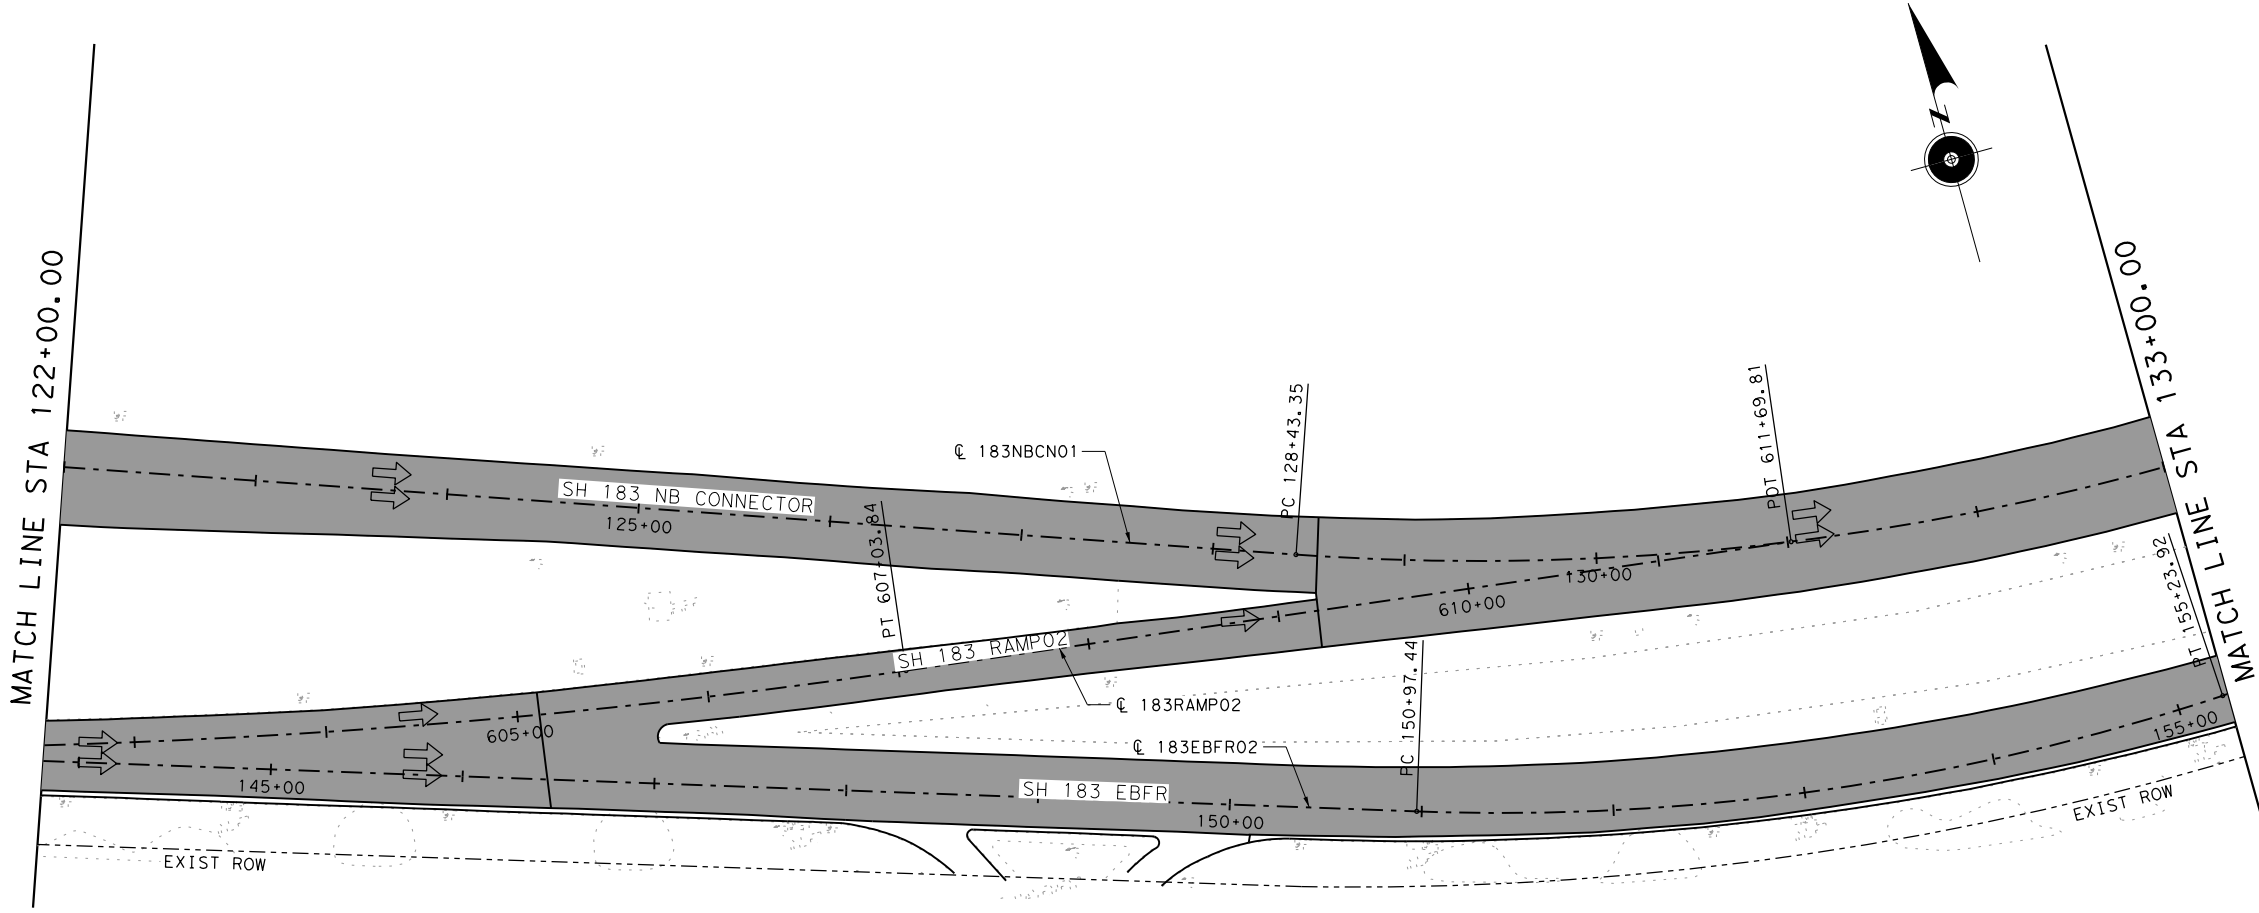 MATCH LINE STA 122+00.00
N
MATCH LINE STA 133+00.00
PC 128+43.35
POT 611+69.81
℄ 183NBCN01
SH 183 NB CONNECTOR
125+00
PT 607+03.84
130+00
610+00
PT 155+23.92
SH 183 RAMP02
PC 150+97.44
℄ 183RAMP02
605+00
℄ 183EBFR02
155+00
145+00
SH 183 EBFR
150+00
EXIST ROW
EXIST ROW